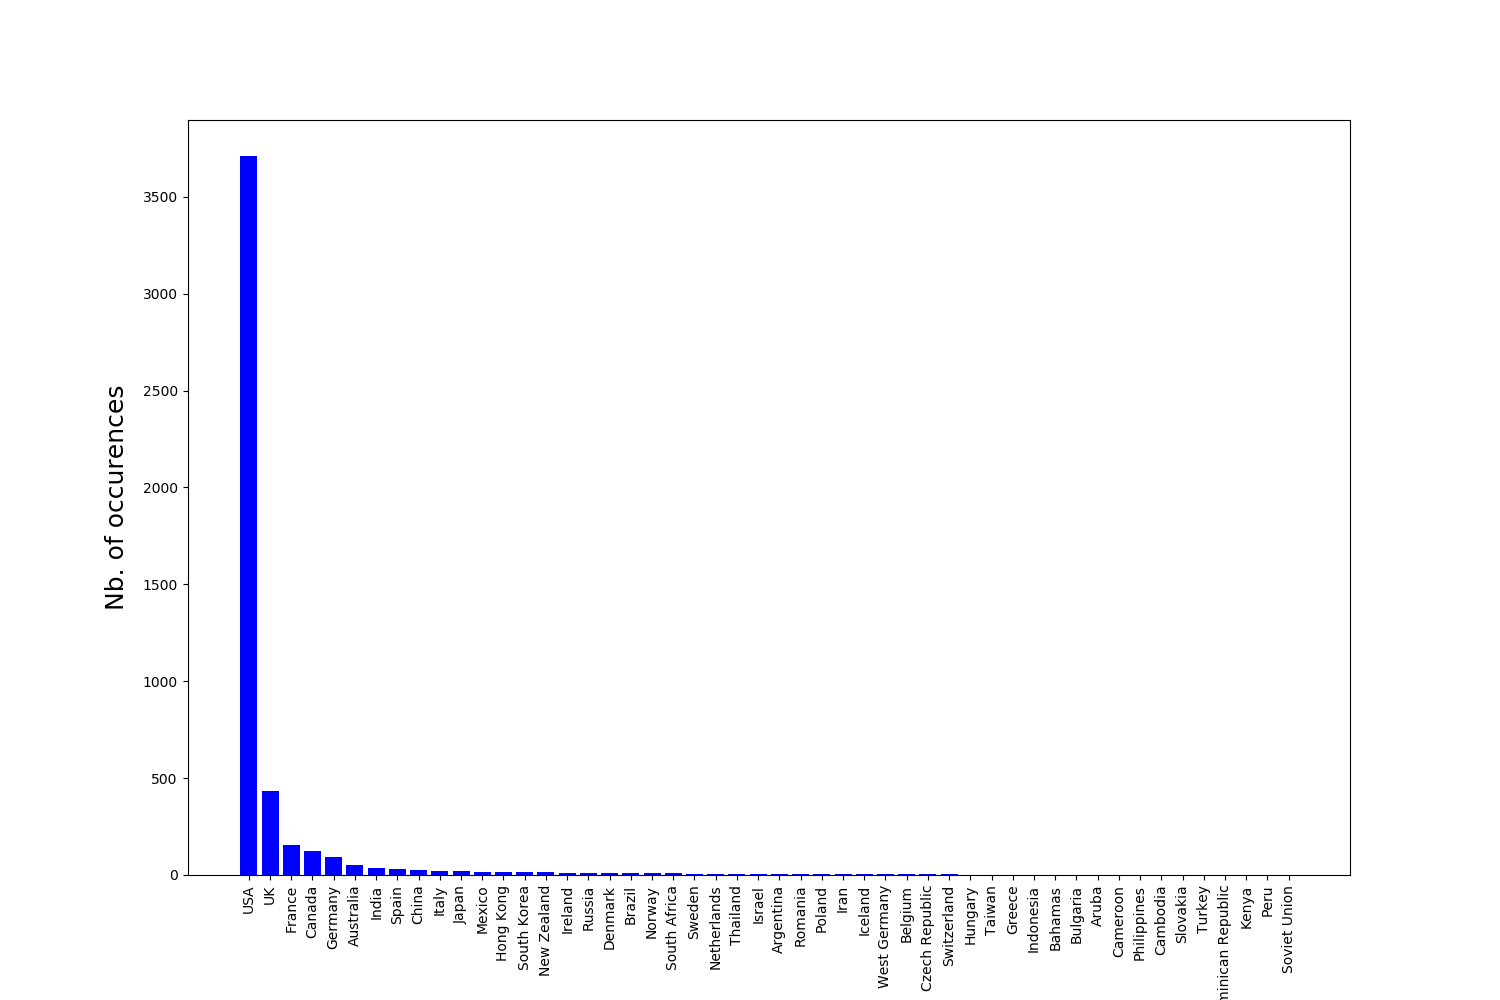 Nb. of occurences
3500
3000
2500
2000
1500
1000
500
0
USA
UK
France
Canada
Germany
Australia
India
Spain
China
Italy
Japan
Mexico
Hong Kong
South Korea
New Zealand
Ireland
Russia
Denmark
Brazil
Norway
South Africa
Sweden
Netherlands
Thailand
Israel
Argentina
Romania
Poland
Iran
Iceland
West Germany
Belgium
Czech Republic
Switzerland
Hungary
Taiwan
Greece
Indonesia
Bahamas
Bulgaria
Aruba
Cameroon
Philippines
Cambodia
Slovakia
Turkey
minican Republic
Kenya
Peru
Soviet Union